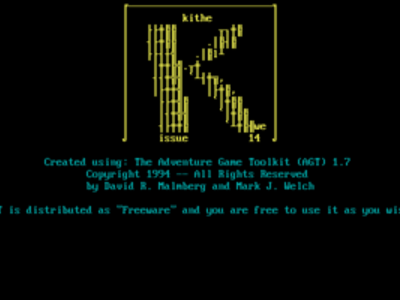 kithe
we
issue 14
Created using: The Adventure Game Toolkit (AGT) 1.7
Copyright 1994 -- All Rights Reserved
by David R. Malmberg and Mark J. Welch
is distributed as "Freeware" and you are free to use it as you